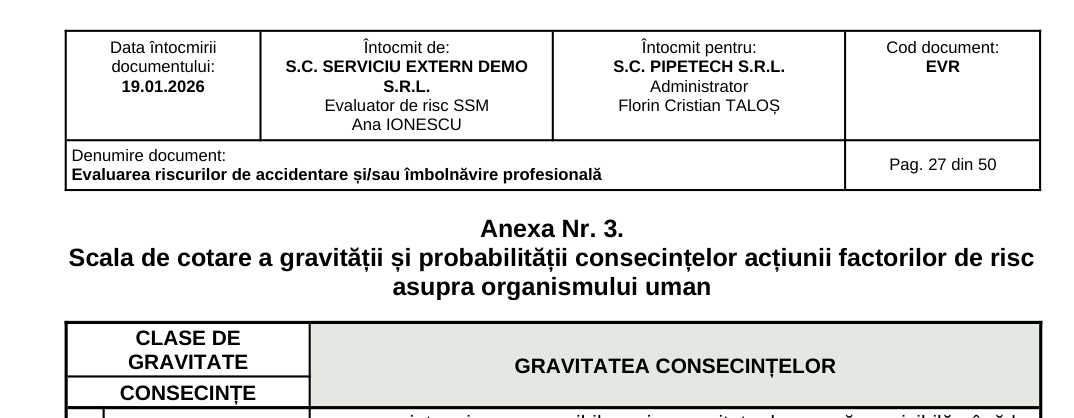 Data întocmirii
documentului:
19.01.2026
Întocmit de:
S.C. SERVICIU EXTERN DEMO
S.R.L.
Evaluator de risc SSM
Ana IONESCU
Întocmit pentru:
S.C. PIPETECH S.R.L.
Administrator
Florin Cristian TALOȘ
Cod document:
EVR
Denumire document:
Evaluarea riscurilor de accidentare și/sau îmbolnăvire profesională
Pag. 27 din 50
Anexa Nr. 3.
Scala de cotare a gravității și probabilității consecințelor acțiunii factorilor de risc
asupra organismului uman
CLASE DE
GRAVITATE
CONSECINȚE
GRAVITATEA CONSECINȚELOR